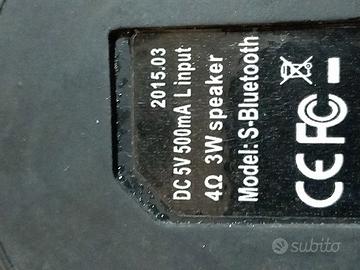 2015.03
DC 5V 500mA L input
4Ω 3W speaker
Model: S-Bluetooth
CE FC
subito